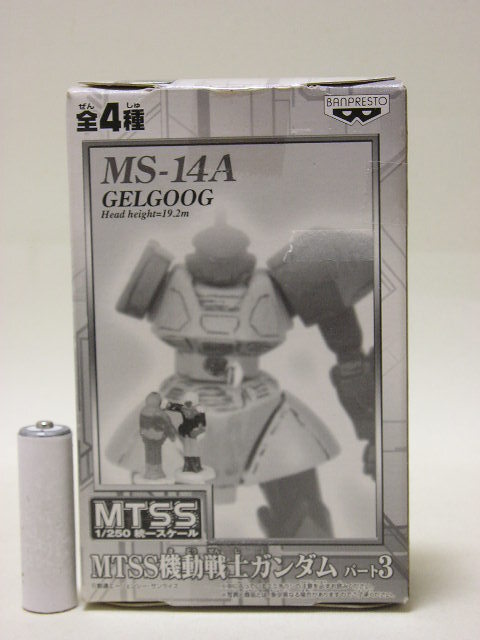 ぜん しゅ
全4種
BANPRESTO
MS-14A
GELGOOG
Head height=19.2m
MTSS
1/250 統一スケール
MTSS機動戦士ガンダム パート3